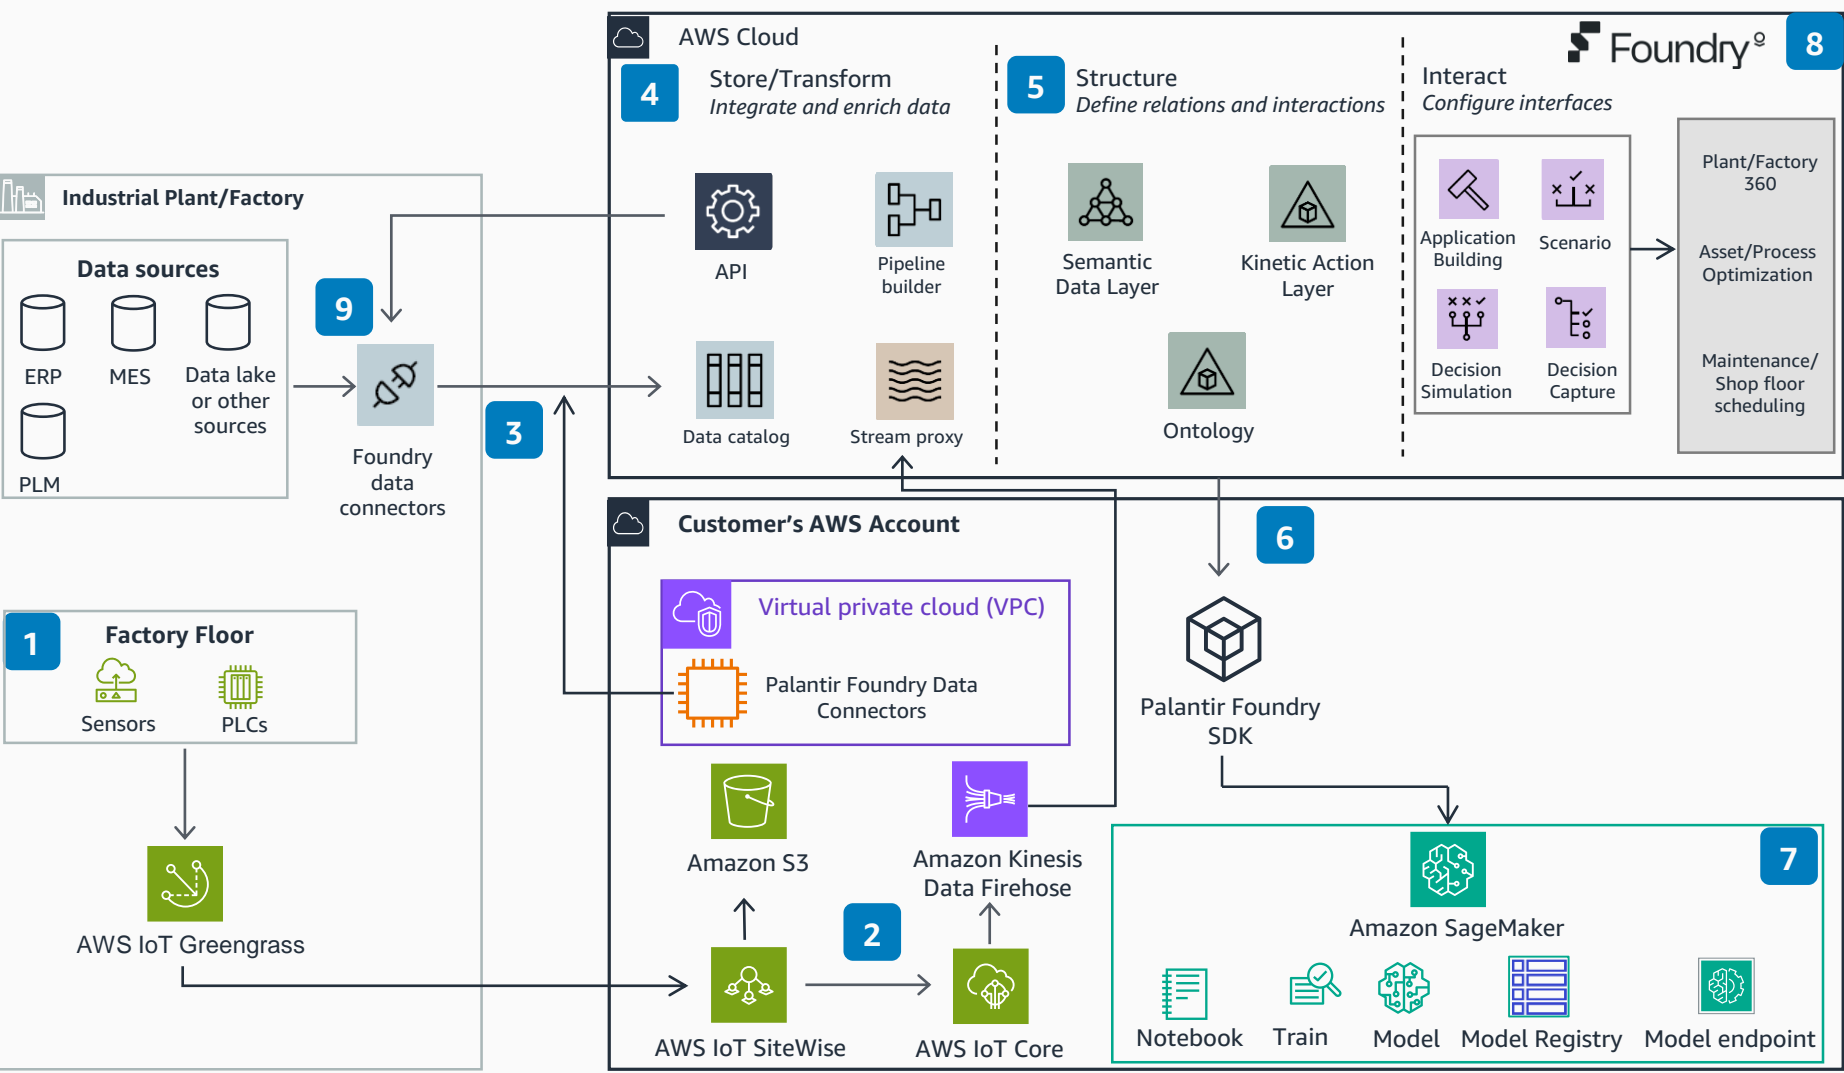 AWS Cloud
Foundry
8
4
Store/Transform
Integrate and enrich data
5
Structure
Define relations and interactions
Interact
Configure interfaces
API
Pipeline
builder
Data catalog
Stream proxy
Semantic
Data Layer
Kinetic Action
Layer
Ontology
Application
Building
Scenario
Decision
Simulation
Decision
Capture
Plant/Factory
360
Asset/Process
Optimization
Maintenance/
Shop floor
scheduling
Industrial Plant/Factory
Data sources
ERP
MES
Data lake
or other
sources
PLM
9
3
Foundry
data
connectors
1
Factory Floor
Sensors
PLCs
AWS IoT Greengrass
Customer’s AWS Account
6
Virtual private cloud (VPC)
Palantir Foundry Data
Connectors
Palantir Foundry
SDK
Amazon S3
Amazon Kinesis
Data Firehose
2
AWS IoT SiteWise
AWS IoT Core
7
Amazon SageMaker
Notebook
Train
Model
Model Registry
Model endpoint